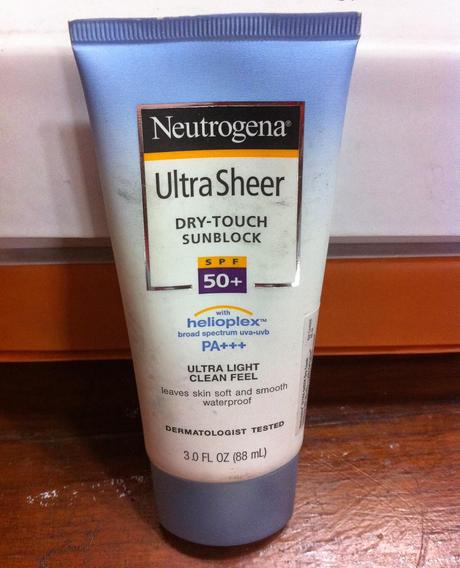 Neutrogena®
Ultra Sheer
DRY-TOUCH
SUNBLOCK
SPF
50+
with
helioplex™
broad spectrum uva•uvb
PA+++
ULTRA LIGHT
CLEAN FEEL
leaves skin soft and smooth
waterproof
DERMATOLOGIST TESTED
3.0 FL OZ (88 mL)